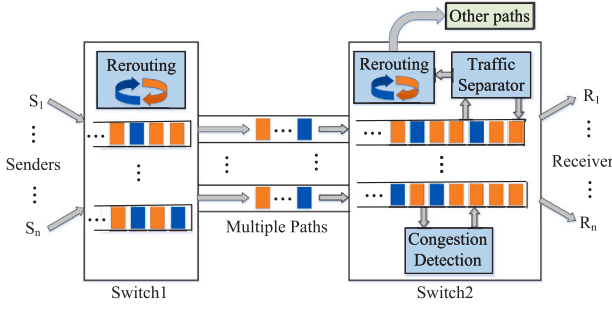 Other paths
Rerouting
Rerouting
Traffic
Separator
S1
R1
Senders
Receiver
Sn
Rn
Multiple Paths
Congestion
Detection
Switch1
Switch2